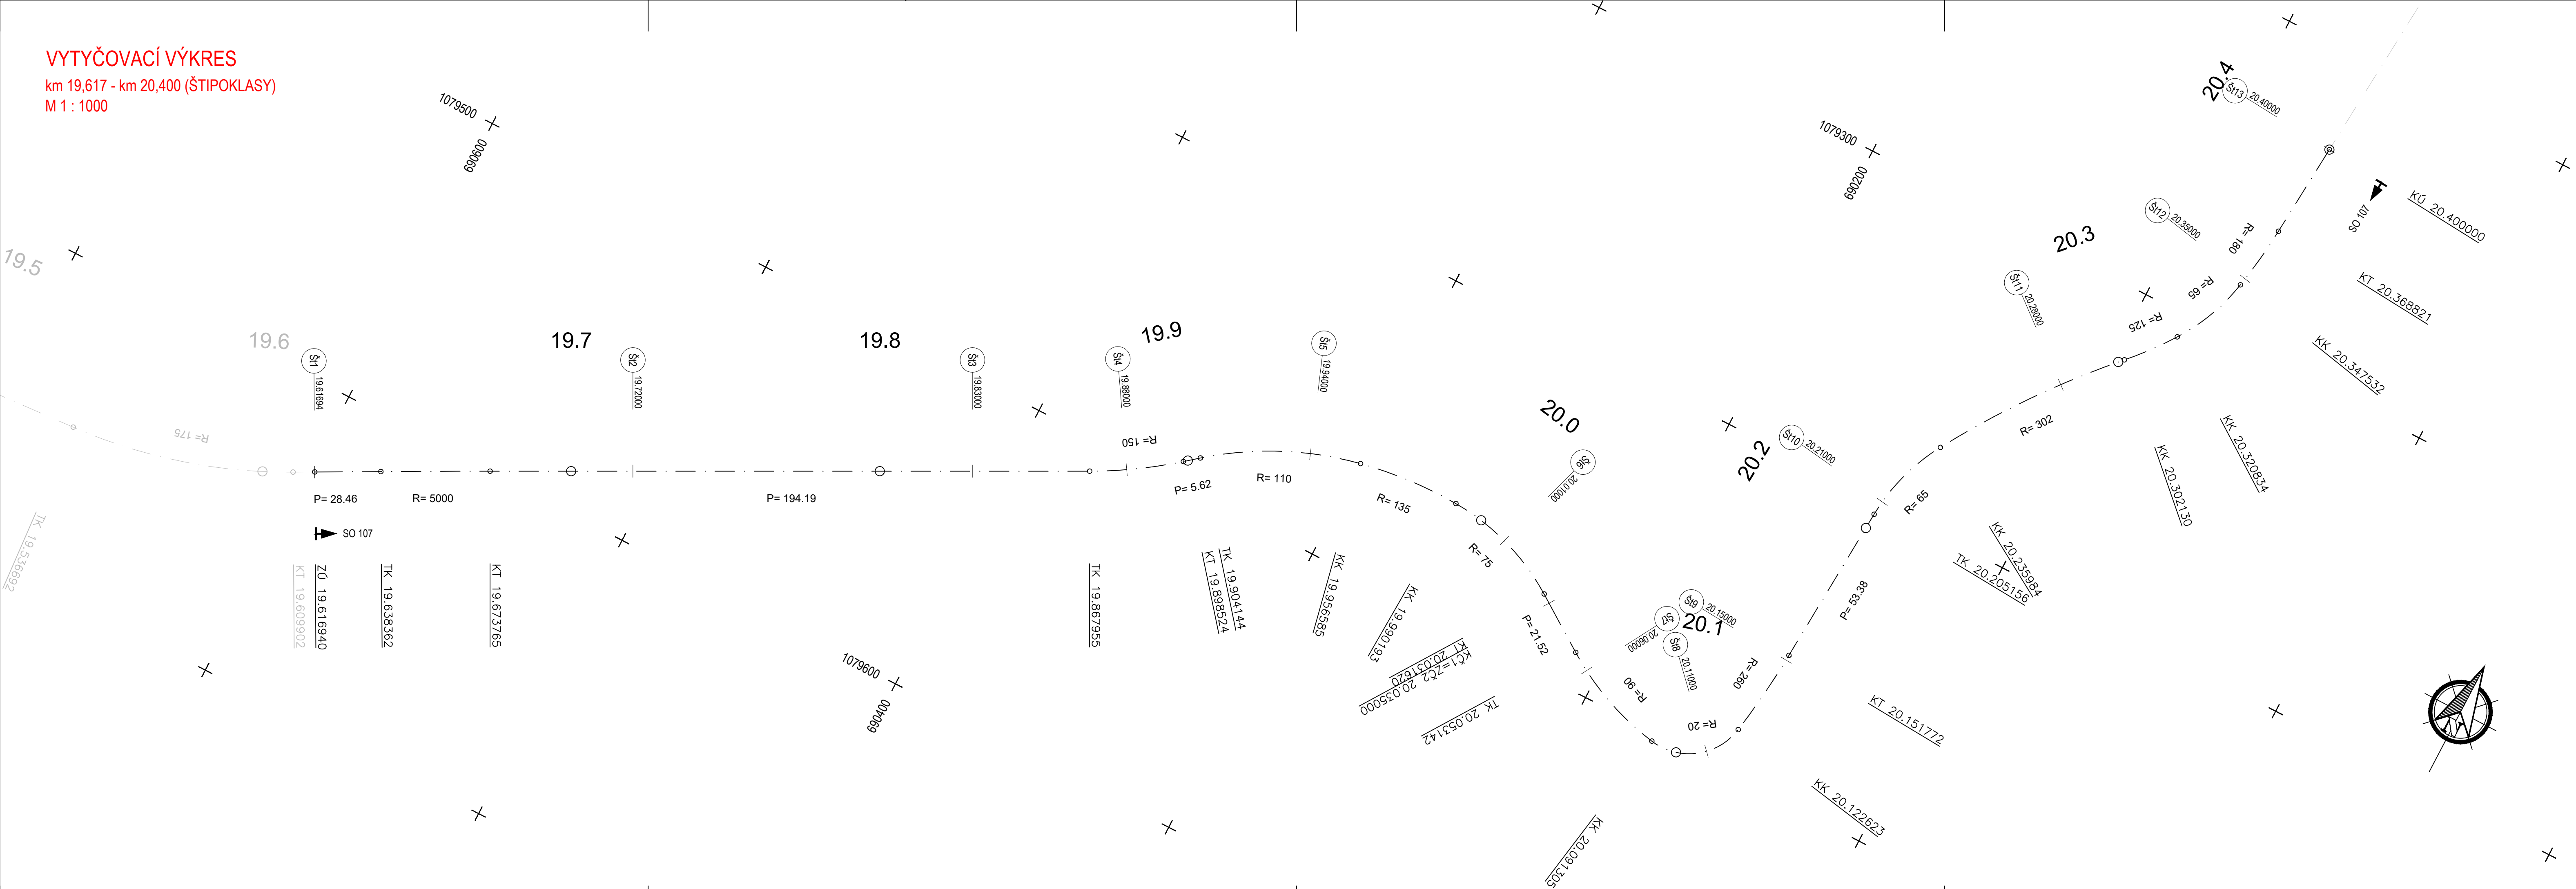 VYTYČOVACÍ VÝKRES
km 19,617 - km 20,400 (ŠTIPOKLASY)
M 1 : 1000
1079500
690600
1079300
690200
1079600
690400
19.5
19.6
19.7
19.8
19.9
20.0
20.1
20.2
20.3
20.4
Št1 19.61694
Št2 19.72000
Št3 19.83000
Št4 19.88000
Št5 19.94000
Št6 20.01000
Št7 20.06000
Št8 20.11000
Št9 20.15000
Št10 20.21000
Št11 20.28000
Št12 20.35000
Št13 20.40000
R= 175
P= 28.46
R= 5000
P= 194.19
R= 150
P= 5.62
R= 110
R= 135
R= 75
P= 21.52
R= 90
R= 20
R= 260
P= 53.38
R= 65
R= 302
R= 125
R= 65
R= 180
SO 107
SO 107
TK 19.536692
KT 19.609902
ZÚ 19.616940
TK 19.638362
KT 19.673765
TK 19.867955
KT 19.898524
TK 19.904144
KK 19.956585
KK 19.990193
KT 20.031620
KČ1=ZČ2 20.035000
TK 20.053142
KK 20.091305
KK 20.122623
KT 20.151772
TK 20.205156
KK 20.235984
KK 20.302130
KK 20.320834
KK 20.347532
KT 20.368821
KÚ 20.400000
N